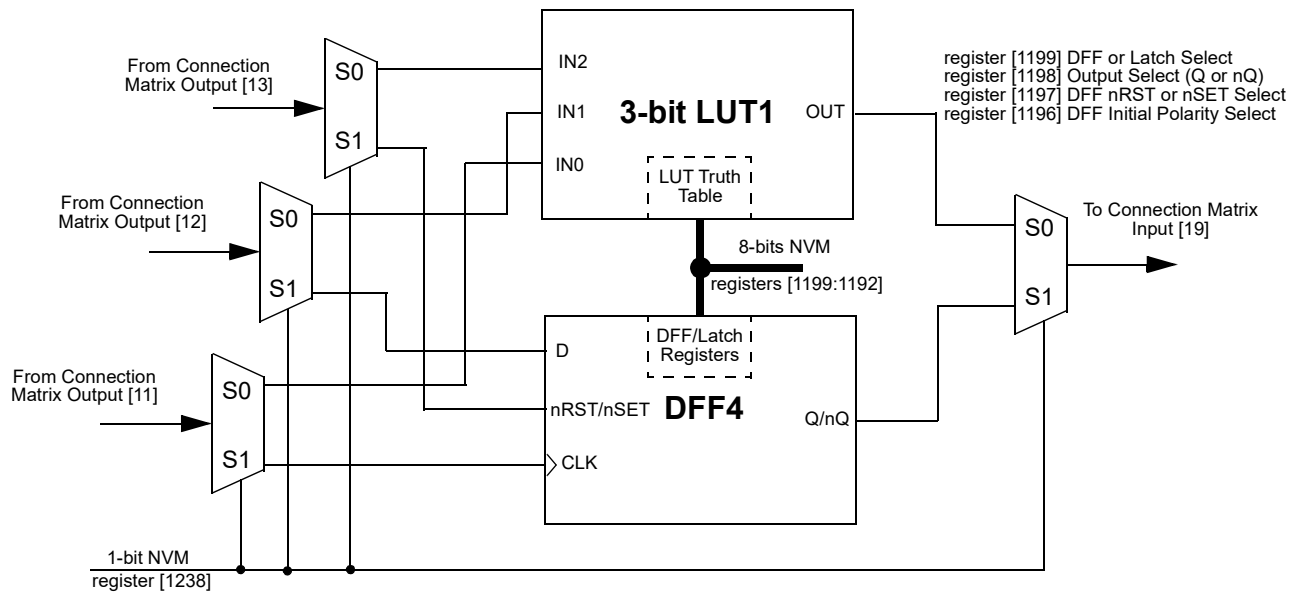 From Connection
Matrix Output [13]
S0
S1
From Connection
Matrix Output [12]
S0
S1
From Connection
Matrix Output [11]
S0
S1
1-bit NVM
register [1238]
IN2
IN1
IN0
3-bit LUT1
OUT
LUT Truth
Table
8-bits NVM
registers [1199:1192]
DFF/Latch
Registers
D
nRST/nSET
DFF4
CLK
Q/nQ
register [1199] DFF or Latch Select
register [1198] Output Select (Q or nQ)
register [1197] DFF nRST or nSET Select
register [1196] DFF Initial Polarity Select
S0
S1
To Connection Matrix
Input [19]